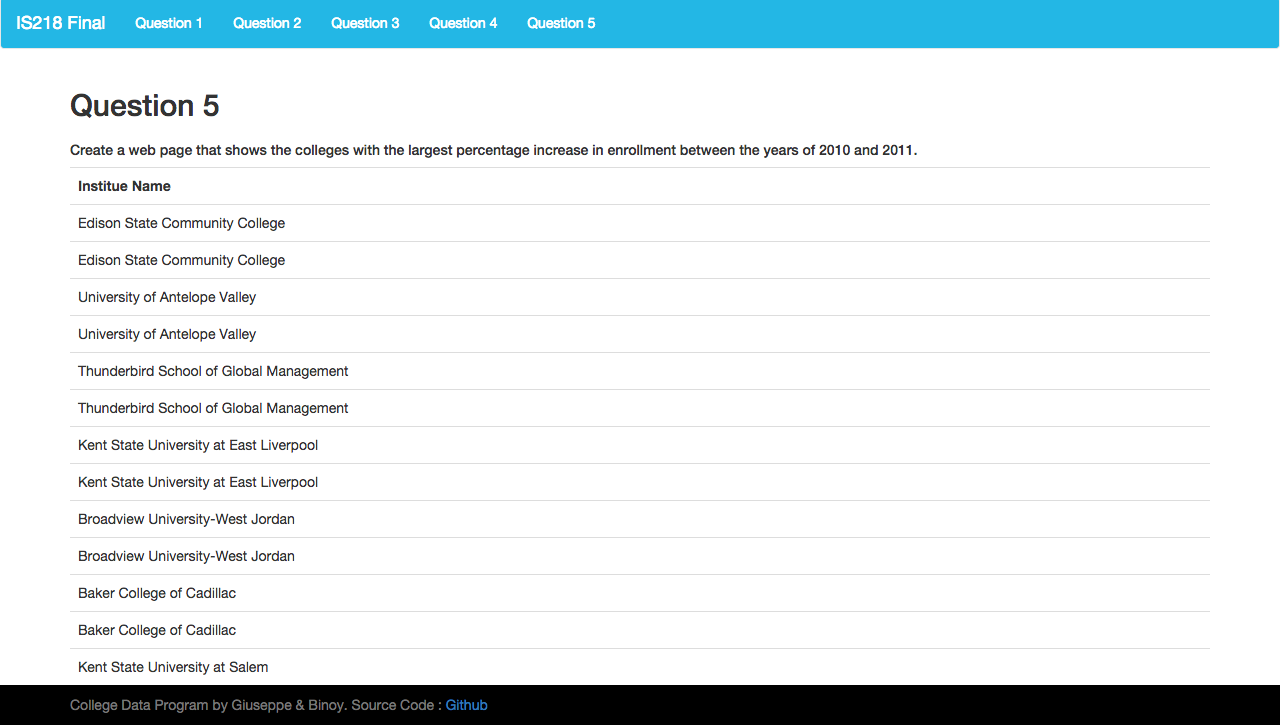 IS218 Final Question 1 Question 2 Question 3 Question 4 Question 5
Question 5
Create a web page that shows the colleges with the largest percentage increase in enrollment between the years of 2010 and 2011.
Institue Name
Edison State Community College
Edison State Community College
University of Antelope Valley
University of Antelope Valley
Thunderbird School of Global Management
Thunderbird School of Global Management
Kent State University at East Liverpool
Kent State University at East Liverpool
Broadview University-West Jordan
Broadview University-West Jordan
Baker College of Cadillac
Baker College of Cadillac
Kent State University at Salem
College Data Program by Giuseppe & Binoy. Source Code : Github